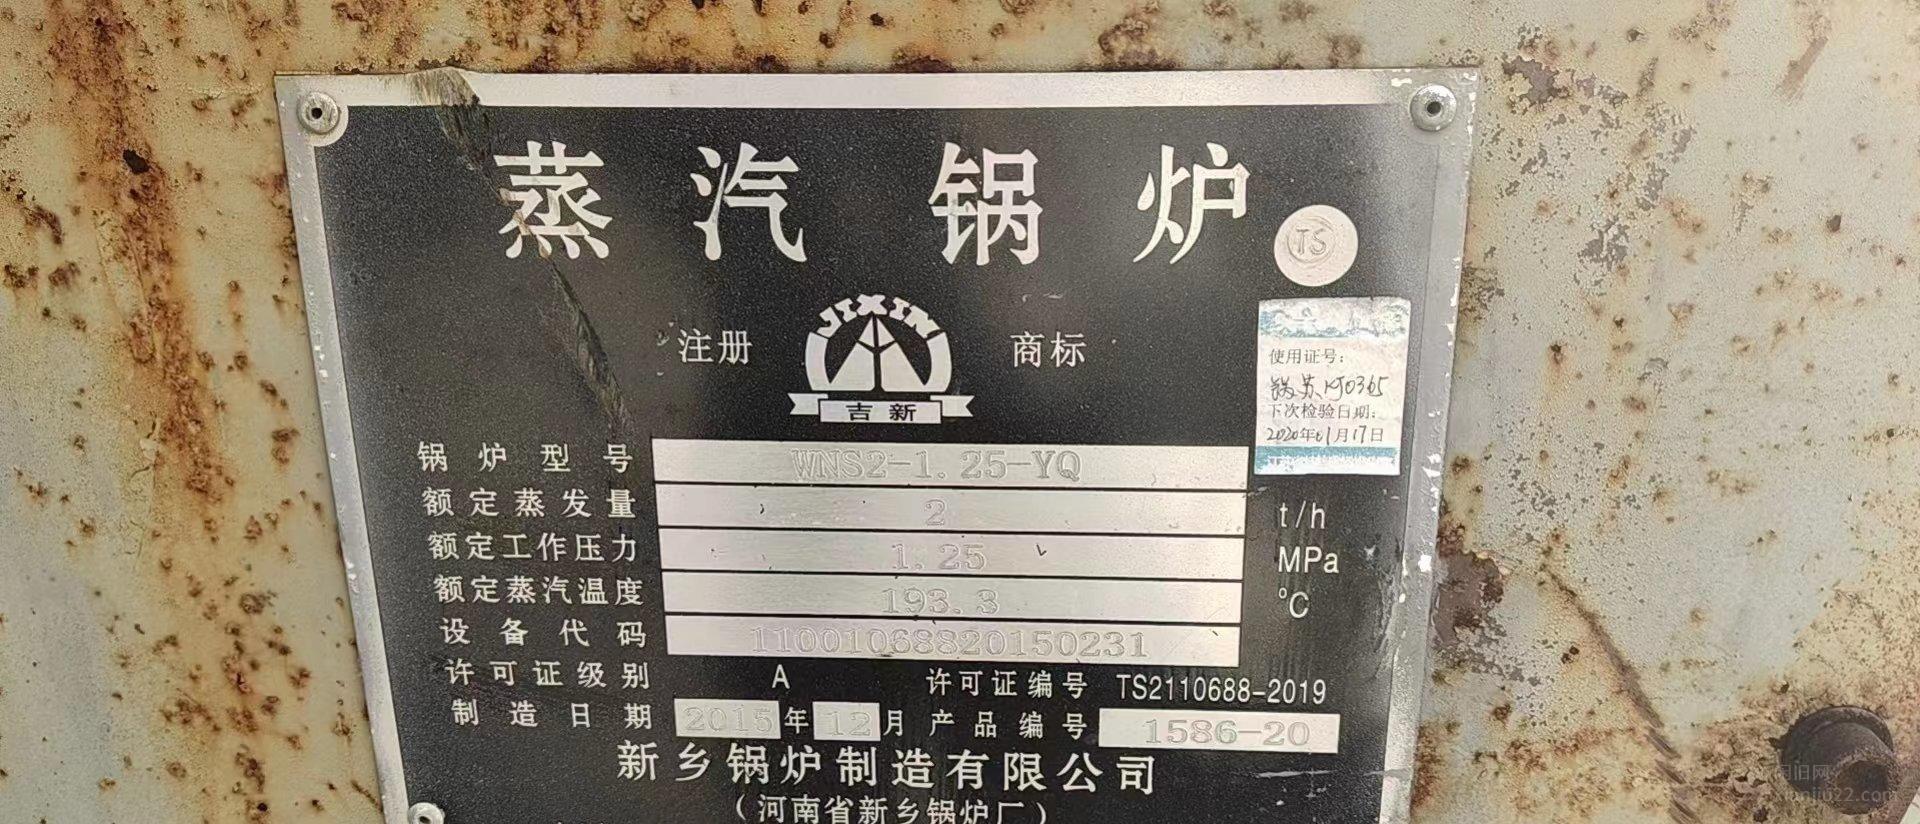 蒸汽锅炉
TS
JIXIN
注册 商标
吉新
使用证号:
下次检验日期:
2020年01月17日
锅炉型号 WNS2-1.25-YQ
额定蒸发量 2 t/h
额定工作压力 1.25 MPa
额定蒸汽温度 193.3 ℃
设备代码 11001068820150231
许可证级别 A 许可证编号 TS2110688-2019
制造日期 2015年12月 产品编号 1586-20
新乡锅炉制造有限公司
(河南省新乡锅炉厂)
闲旧网
xianjiu22.com